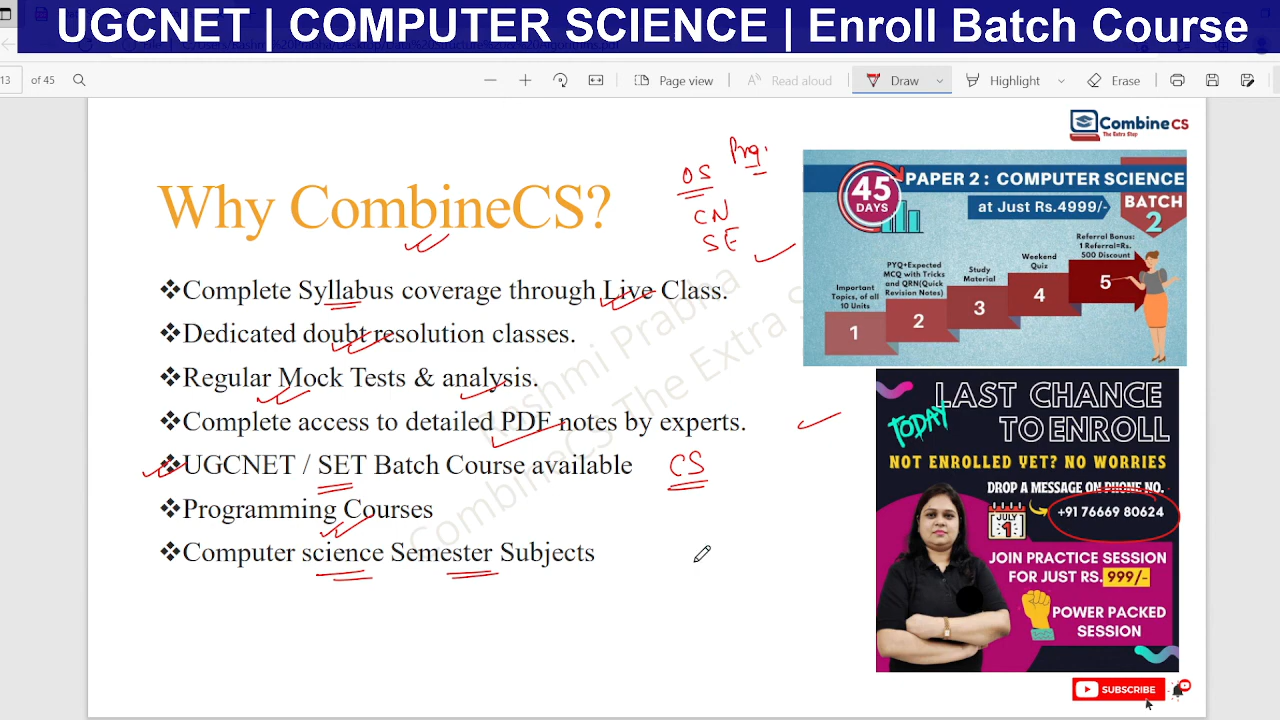 UGCNET | COMPUTER SCIENCE | Enroll Batch Course
13 of 45
Page view
Read aloud
Draw
Highlight
Erase
CombineCS
The Extra Step
Why CombineCS?
OS
Prg.
CN
SE
❖Complete Syllabus coverage through Live Class.
❖Dedicated doubt resolution classes.
❖Regular Mock Tests & analysis.
❖Complete access to detailed PDF notes by experts.
❖UGCNET / SET Batch Course available
CS
❖Programming Courses
❖Computer science Semester Subjects
Rashmi Prabha
CombineCS The Extra S
45 DAYS
PAPER 2 : COMPUTER SCIENCE
at Just Rs.4999/-
BATCH 2
Important Topics, of all 10 Units
1
PYQ+Expected MCQ with Tricks and QRN(Quick Revision Notes)
2
Study Material
3
Weekend Quiz
4
Referral Bonus: 1 Referral=Rs. 500 Discount
5
LAST CHANCE
TODAY
TO ENROLL
NOT ENROLLED YET? NO WORRIES
DROP A MESSAGE ON PHONE NO.
JULY 1
+91 76669 80624
JOIN PRACTICE SESSION
FOR JUST RS. 999/-
POWER PACKED
SESSION
SUBSCRIBE